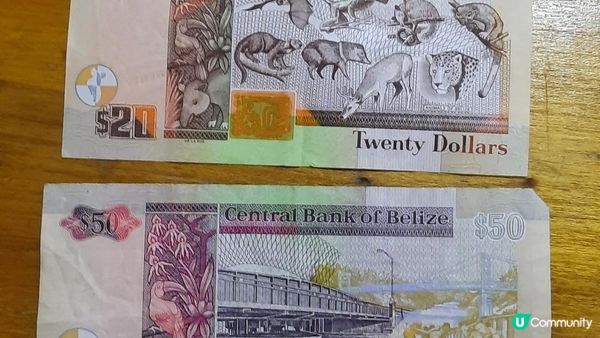 $20
Twenty Dollars
$50
Central Bank of Belize
$50
U Community